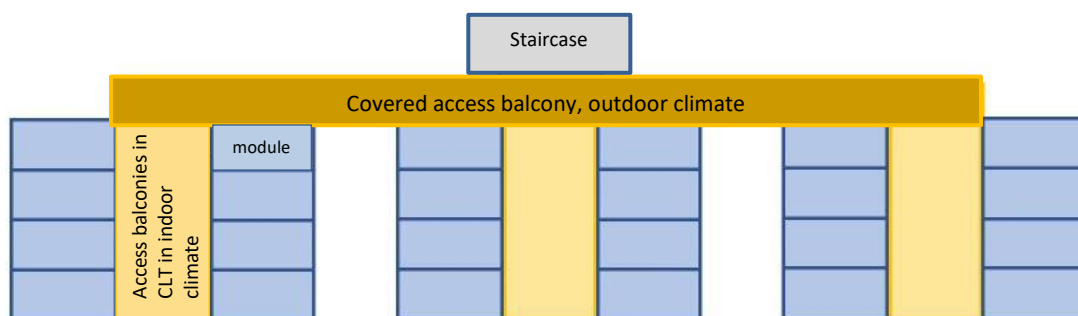 Staircase
Covered access balcony, outdoor climate
module
Access balconies in
CLT in indoor
climate